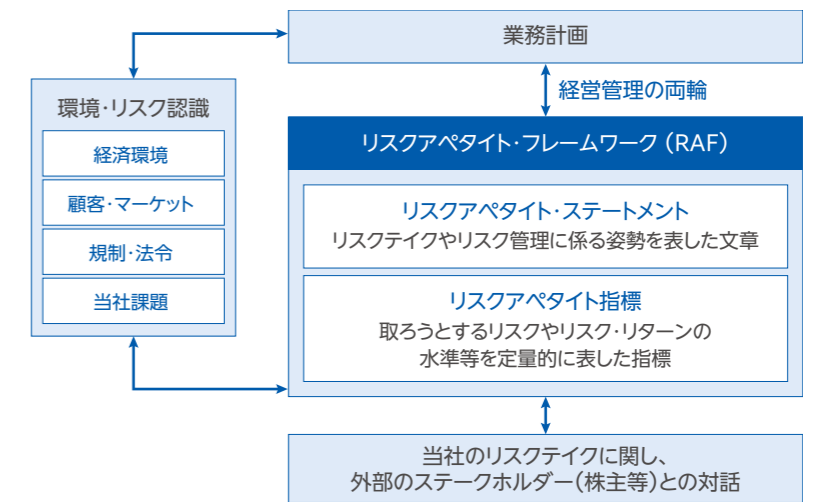 業務計画
経営管理の両輪
環境・リスク認識
経済環境
顧客・マーケット
規制・法令
当社課題
リスクアペタイト・フレームワーク（RAF）
リスクアペタイト・ステートメント
リスクテイクやリスク管理に係る姿勢を表した文章
リスクアペタイト指標
取ろうとするリスクやリスク・リターンの
水準等を定量的に表した指標
当社のリスクテイクに関し、
外部のステークホルダー（株主等）との対話